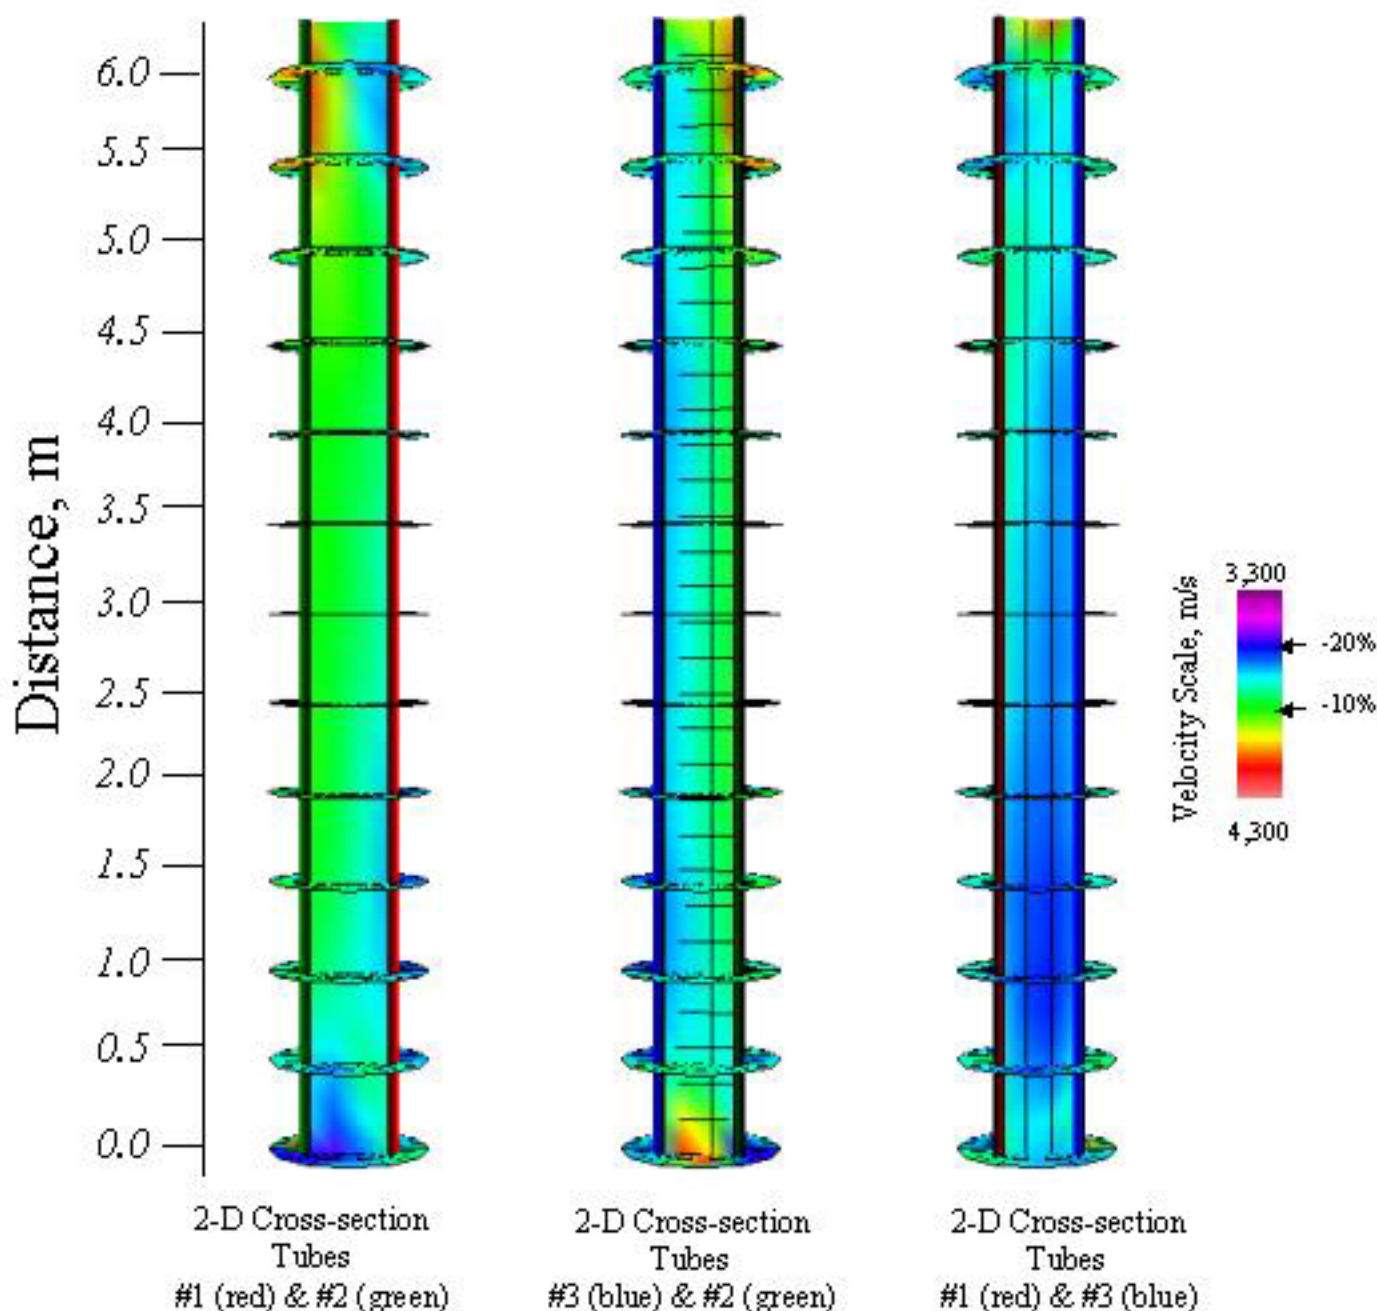 6.0
5.5
5.0
4.5
4.0
3.5
3.0
2.5
2.0
1.5
1.0
0.5
0.0
Distance, m
2-D Cross-section
Tubes
#1 (red) & #2 (green)
2-D Cross-section
Tubes
#3 (blue) & #2 (green)
2-D Cross-section
Tubes
#1 (red) & #3 (blue)
Velocity Scale, m/s
3,300
-20%
-10%
4,300